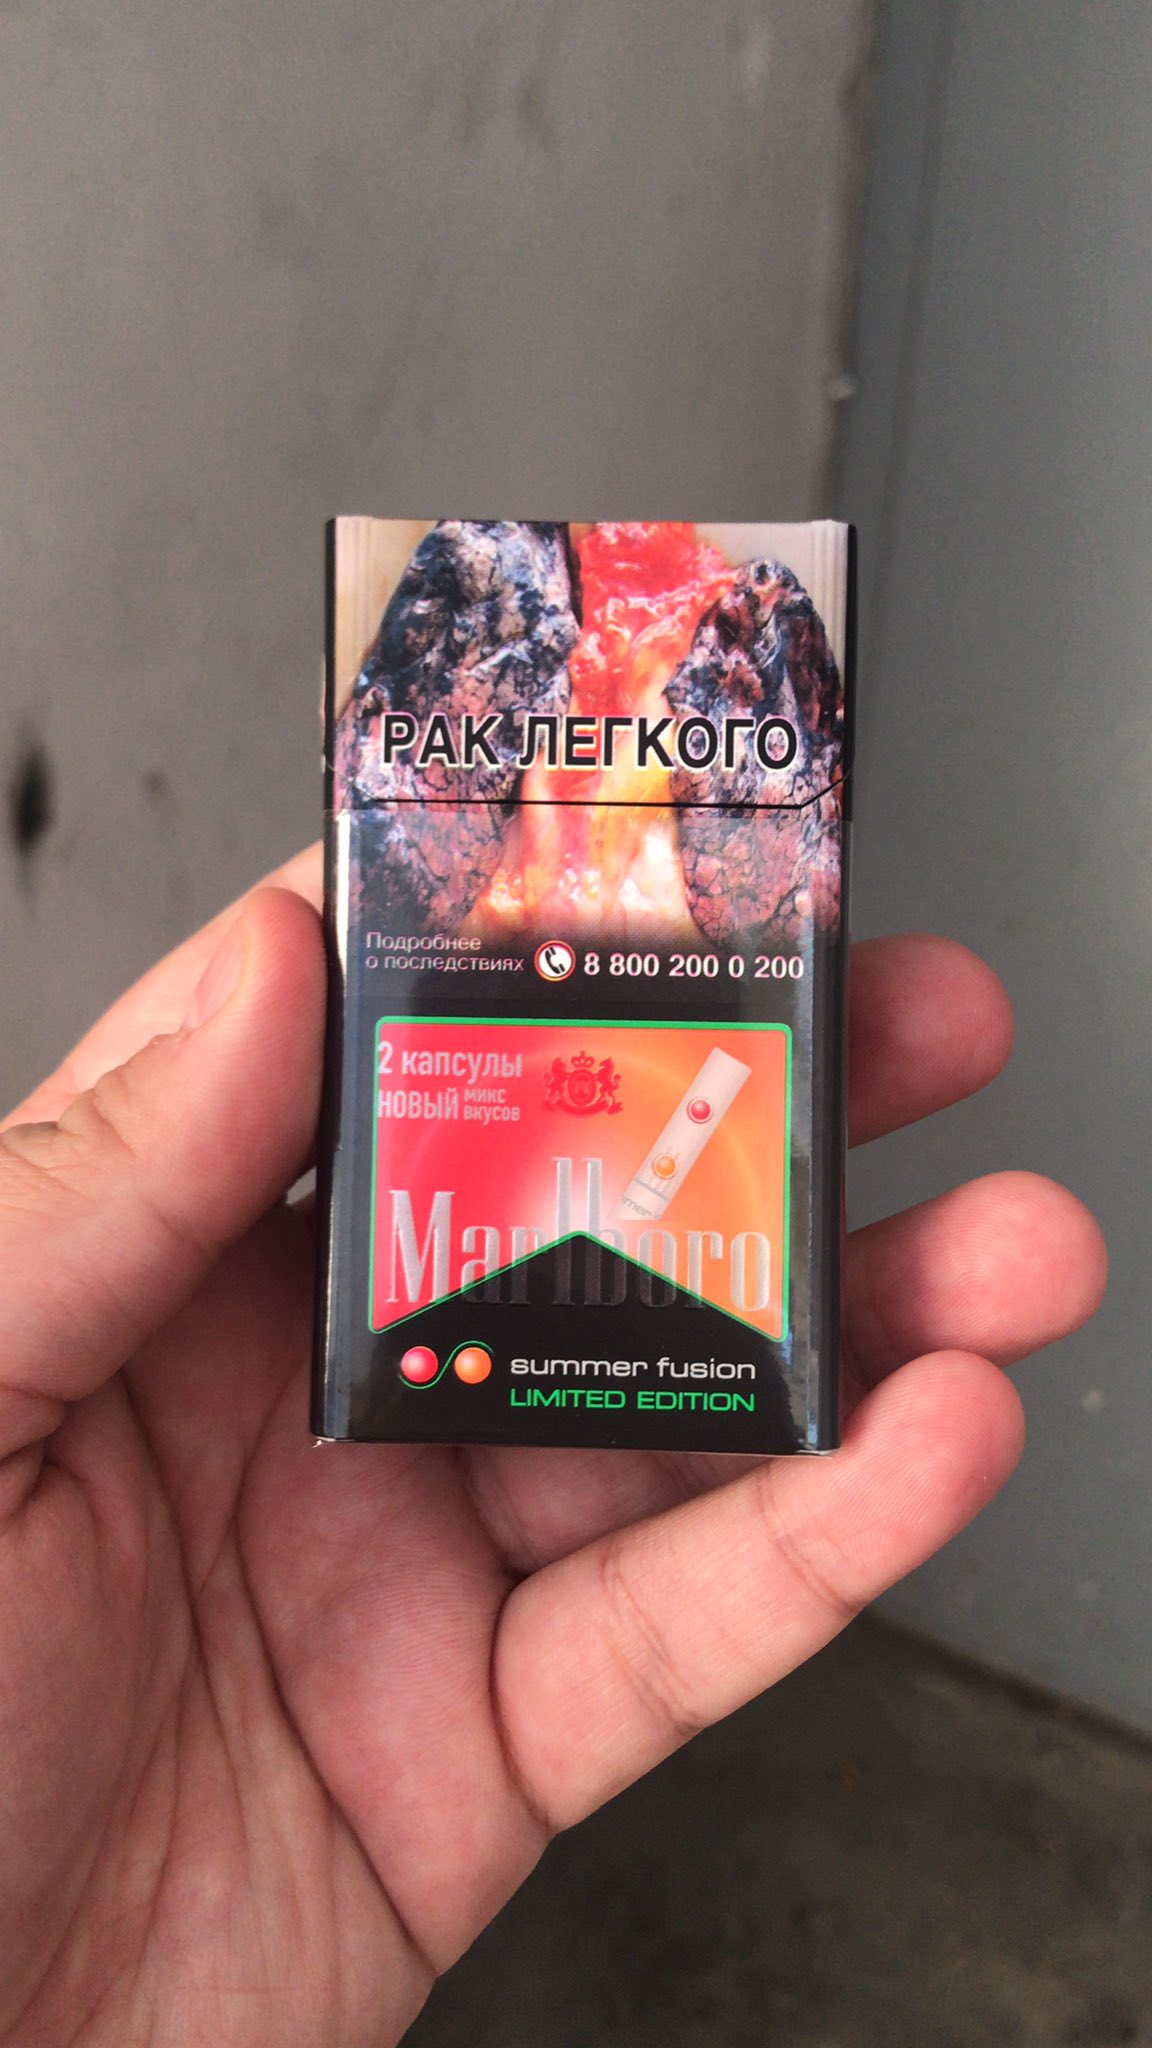 РАК ЛЕГКОГО
Подробнее
о последствиях
8 800 200 0 200
2 капсулы
НОВЫЙ микс
вкусов
Marlboro
summer fusion
LIMITED EDITION